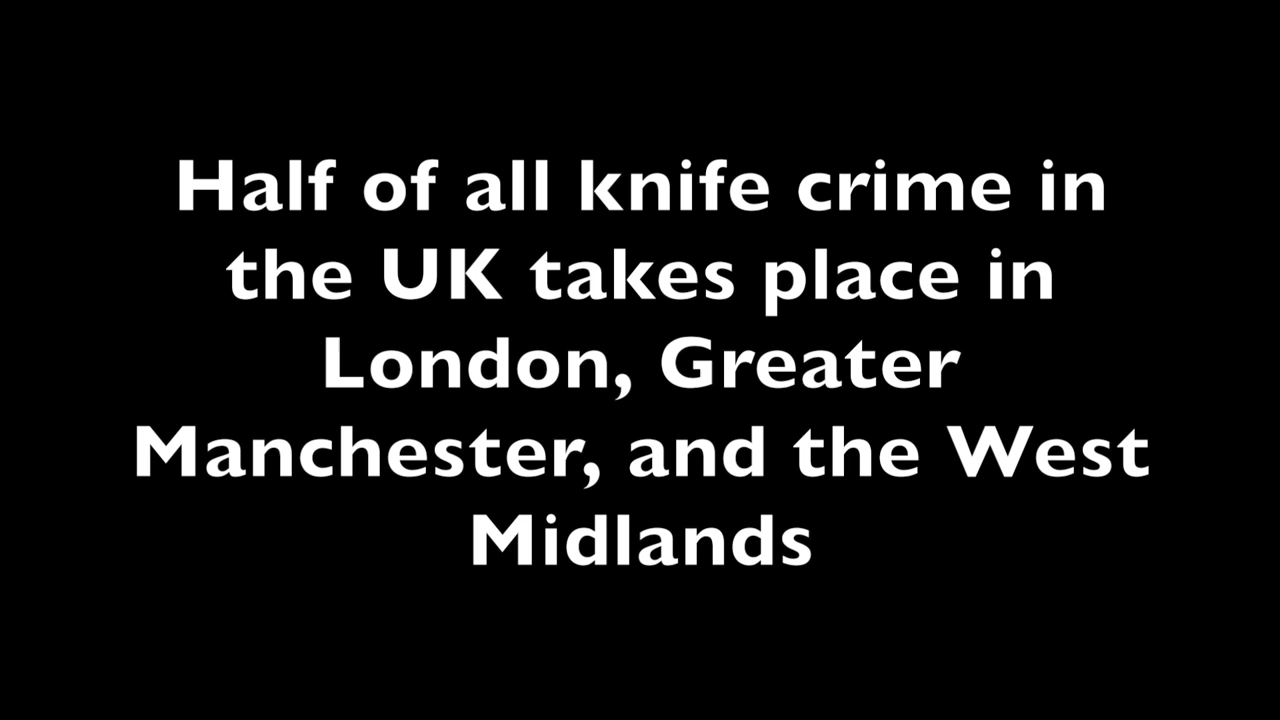 Half of all knife crime in
the UK takes place in
London, Greater
Manchester, and the West
Midlands